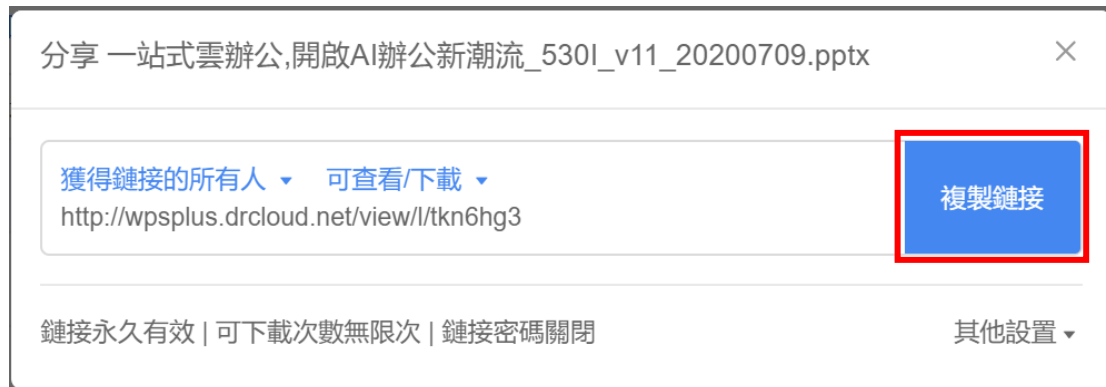 分享 一站式雲辦公,開啟AI辦公新潮流_530I_v11_20200709.pptx
獲得鏈接的所有人 可查看/下載
http://wpsplus.drcloud.net/view/l/tkn6hg3
複製鏈接
鏈接永久有效 | 可下載次數無限次 | 鏈接密碼關閉 其他設置